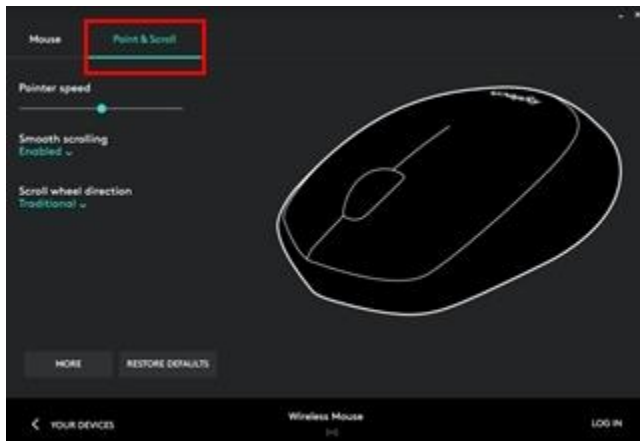 Mouse
Point & Scroll
Pointer speed
Smooth scrolling
Enabled
Scroll wheel direction
Traditional
logitech
MORE
RESTORE DEFAULTS
Wireless Mouse
YOUR DEVICES
LOG IN